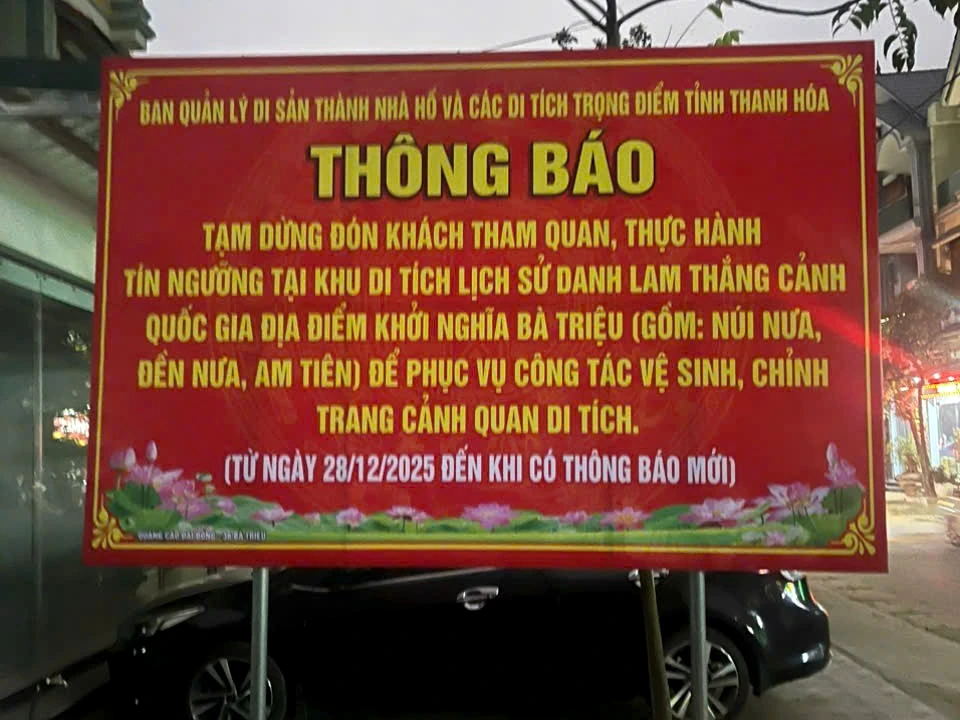 BAN QUẢN LÝ DI SẢN THÀNH NHÀ HỒ VÀ CÁC DI TÍCH TRỌNG ĐIỂM TỈNH THANH HÓA
THÔNG BÁO
TẠM DỪNG ĐÓN KHÁCH THAM QUAN, THỰC HÀNH
TÍN NGƯỠNG TẠI KHU DI TÍCH LỊCH SỬ DANH LAM THẮNG CẢNH
QUỐC GIA ĐỊA ĐIỂM KHỞI NGHĨA BÀ TRIỆU (GỒM: NÚI NƯA,
ĐỀN NƯA, AM TIÊN) ĐỂ PHỤC VỤ CÔNG TÁC VỆ SINH, CHỈNH
TRANG CẢNH QUAN DI TÍCH.
(TỪ NGÀY 28/12/2025 ĐẾN KHI CÓ THÔNG BÁO MỚI)